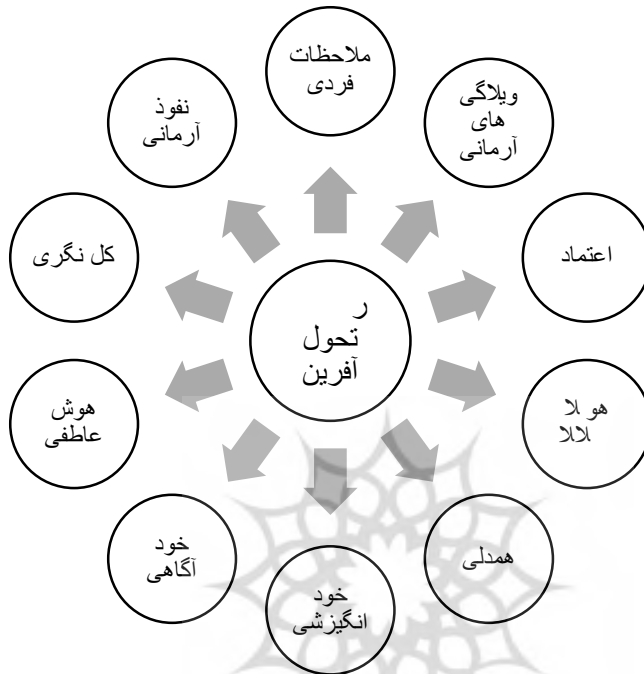 ملاحظات
فردی
ویلاگی
های
آرمانی
اعتماد
همدلی
خود
انگیزشی
خود
آگاهی
هوش
عاطفی
کل نگری
نفوذ
آرمانی
ر
تحول
آفرین